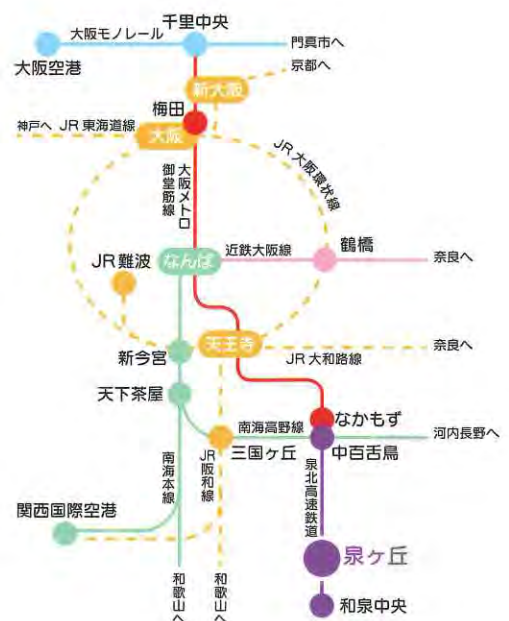 千里中央
大阪モノレール
門真市へ
大阪空港
京都へ
新大阪
梅田
神戸へ JR東海道線
大阪
JR大阪環状線
大阪メトロ
御堂筋線
鶴橋
近鉄大阪線
奈良へ
なんば
JR難波
天王寺
奈良へ
JR大和路線
新今宮
天下茶屋
なかもず
南海高野線
河内長野へ
三国ヶ丘
中百舌鳥
南海本線
JR阪和線
泉北高速鉄道
関西国際空港
泉ヶ丘
和歌山へ
和歌山へ
和泉中央